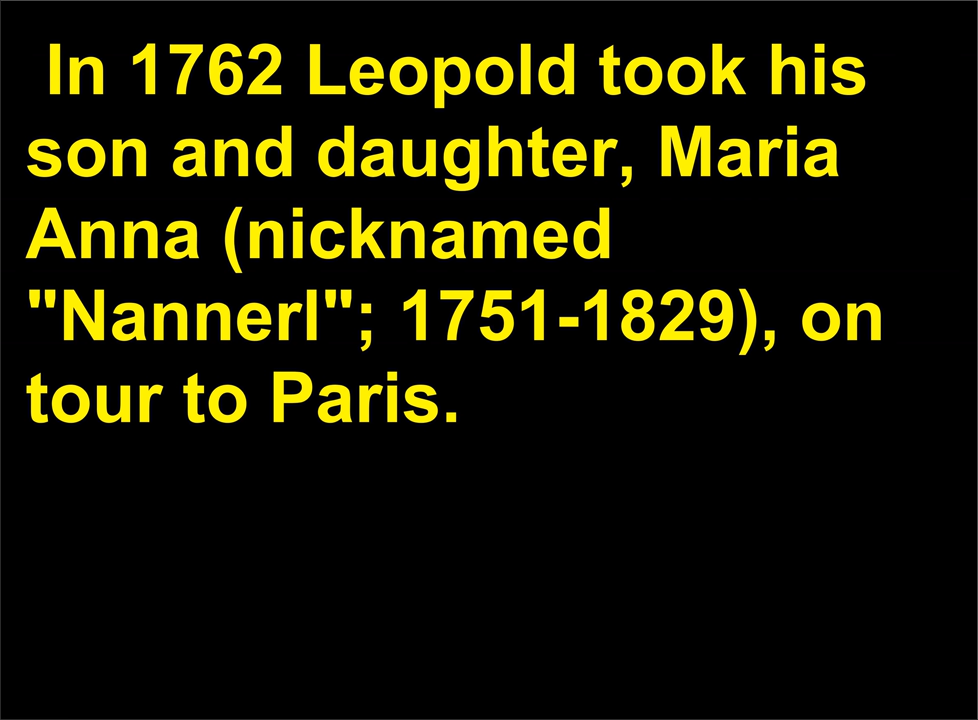 In 1762 Leopold took his
son and daughter, Maria
Anna (nicknamed
"Nannerl"; 1751-1829), on
tour to Paris.